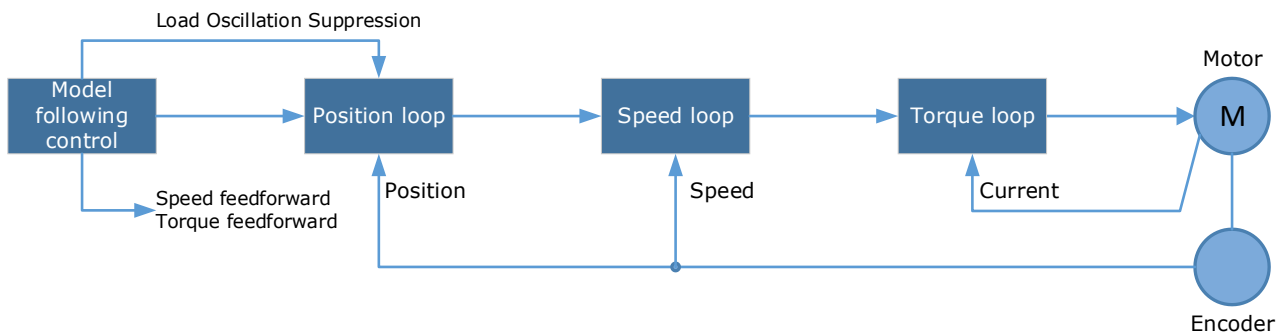 Load Oscillation Suppression
Motor
Model
following
control
Position loop
Speed loop
Torque loop
M
Position
Speed
Current
Speed feedforward
Torque feedforward
Encoder